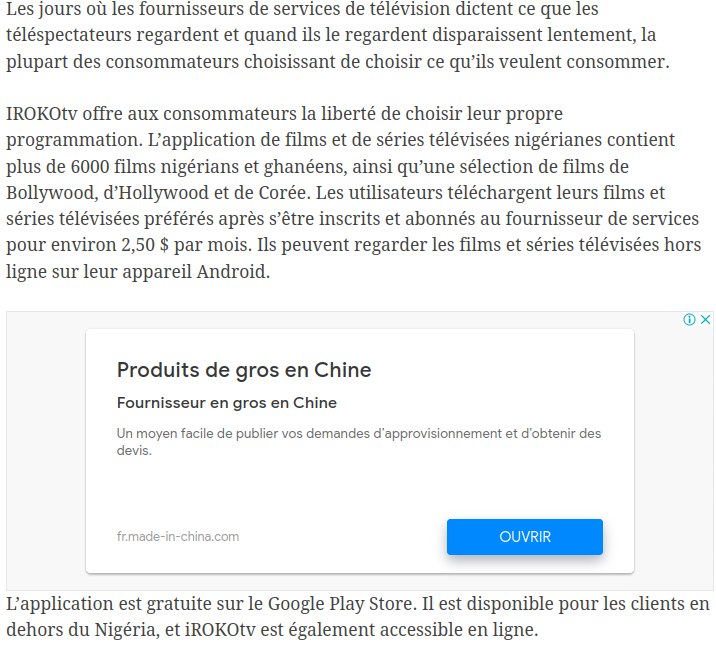 Les jours où les fournisseurs de services de télévision dictent ce que les
téléspectateurs regardent et quand ils le regardent disparaissent lentement, la
plupart des consommateurs choisissant de choisir ce qu’ils veulent consommer.
IROKOtv offre aux consommateurs la liberté de choisir leur propre
programmation. L’application de films et de séries télévisées nigérianes contient
plus de 6000 films nigérians et ghanéens, ainsi qu’une sélection de films de
Bollywood, d’Hollywood et de Corée. Les utilisateurs téléchargent leurs films et
séries télévisées préférés après s’être inscrits et abonnés au fournisseur de services
pour environ 2,50 $ par mois. Ils peuvent regarder les films et séries télévisées hors
ligne sur leur appareil Android.
Produits de gros en Chine
Fournisseur en gros en Chine
Un moyen facile de publier vos demandes d’approvisionnement et d’obtenir des
devis.
fr.made-in-china.com
OUVRIR
L’application est gratuite sur le Google Play Store. Il est disponible pour les clients en
dehors du Nigéria, et iROKOtv est également accessible en ligne.